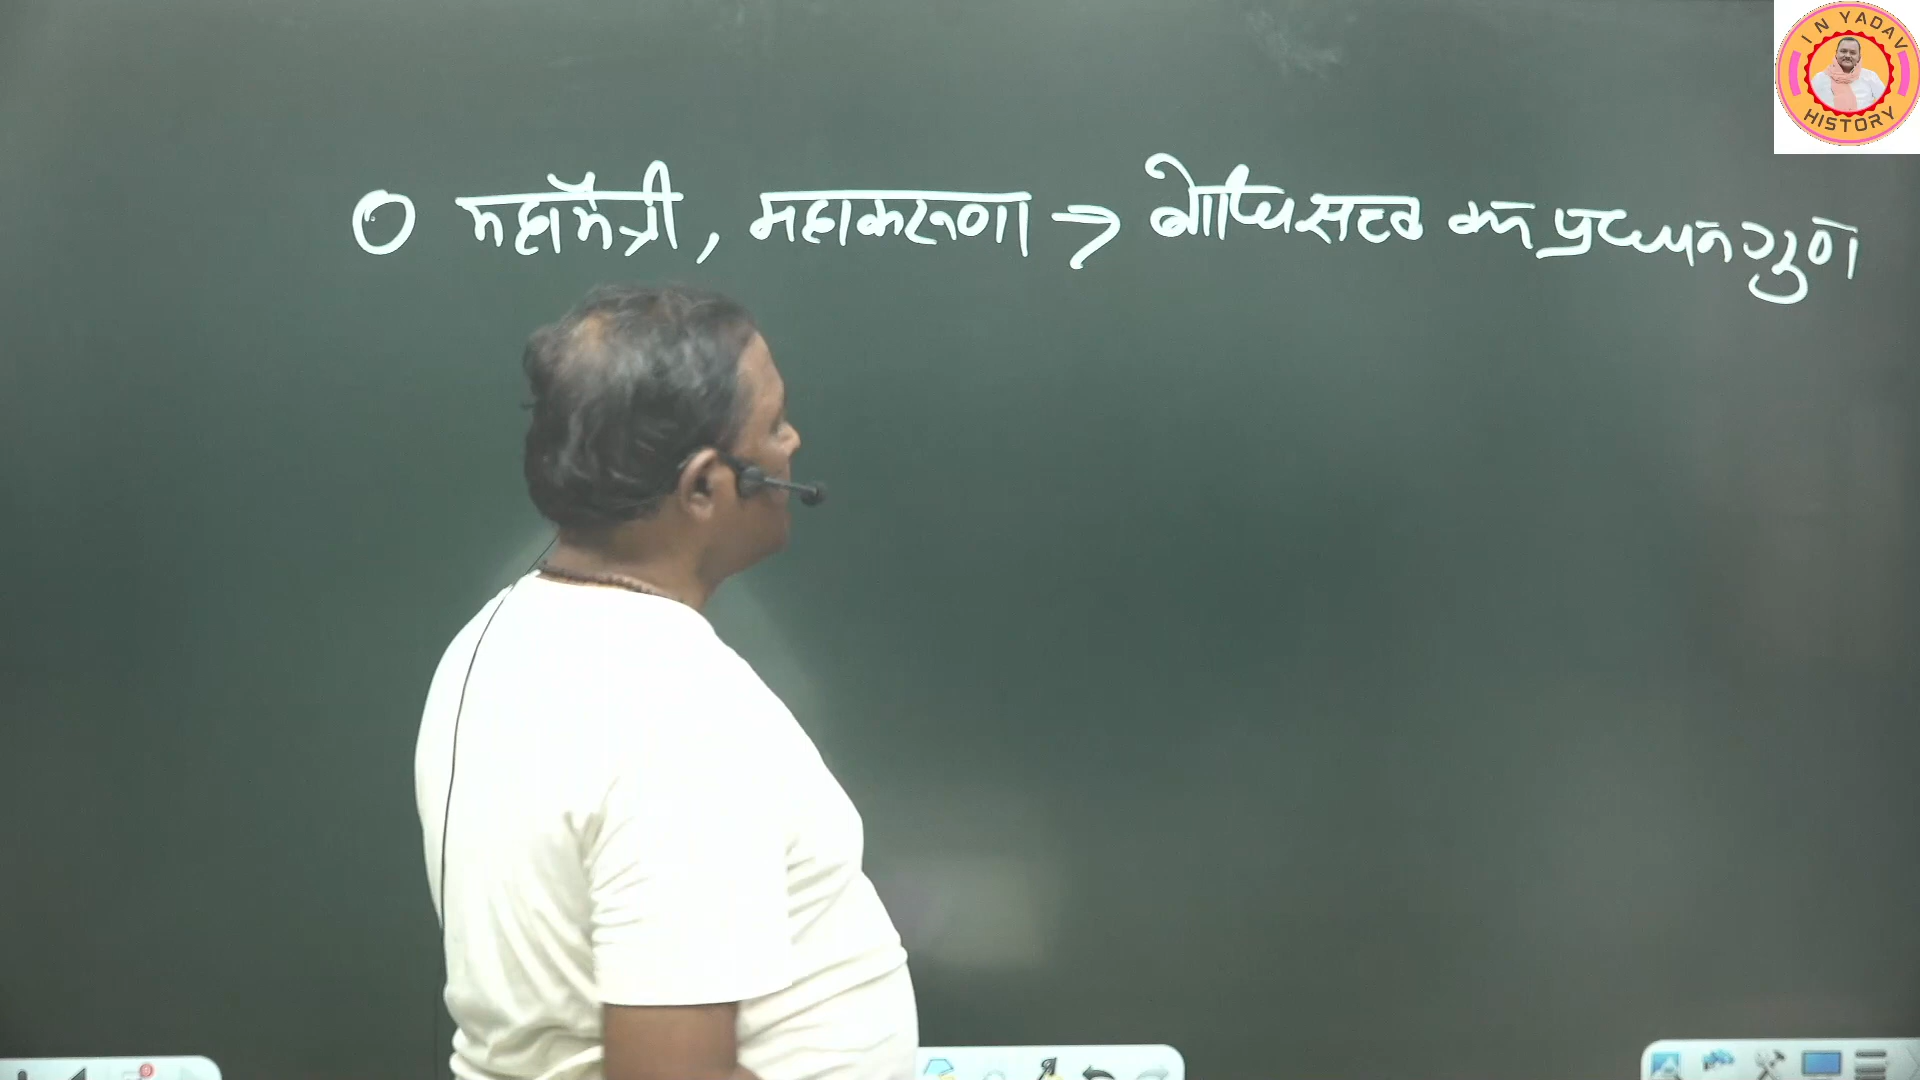 I N YADAV
HISTORY
महामैत्री, महाकरूणा → बोधिसत्व का प्रधान गुण